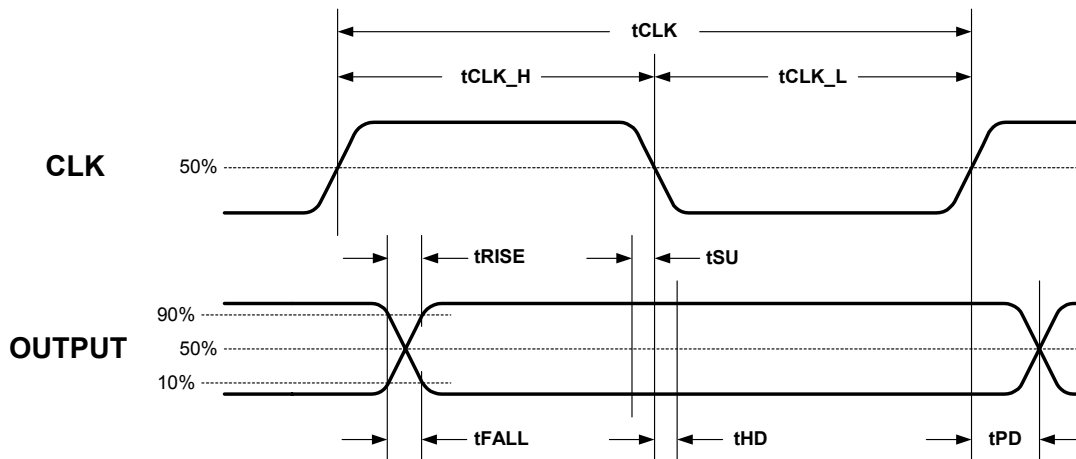 tCLK
tCLK_H
tCLK_L
CLK
50%
tRISE
tSU
90%
OUTPUT
50%
10%
tFALL
tHD
tPD